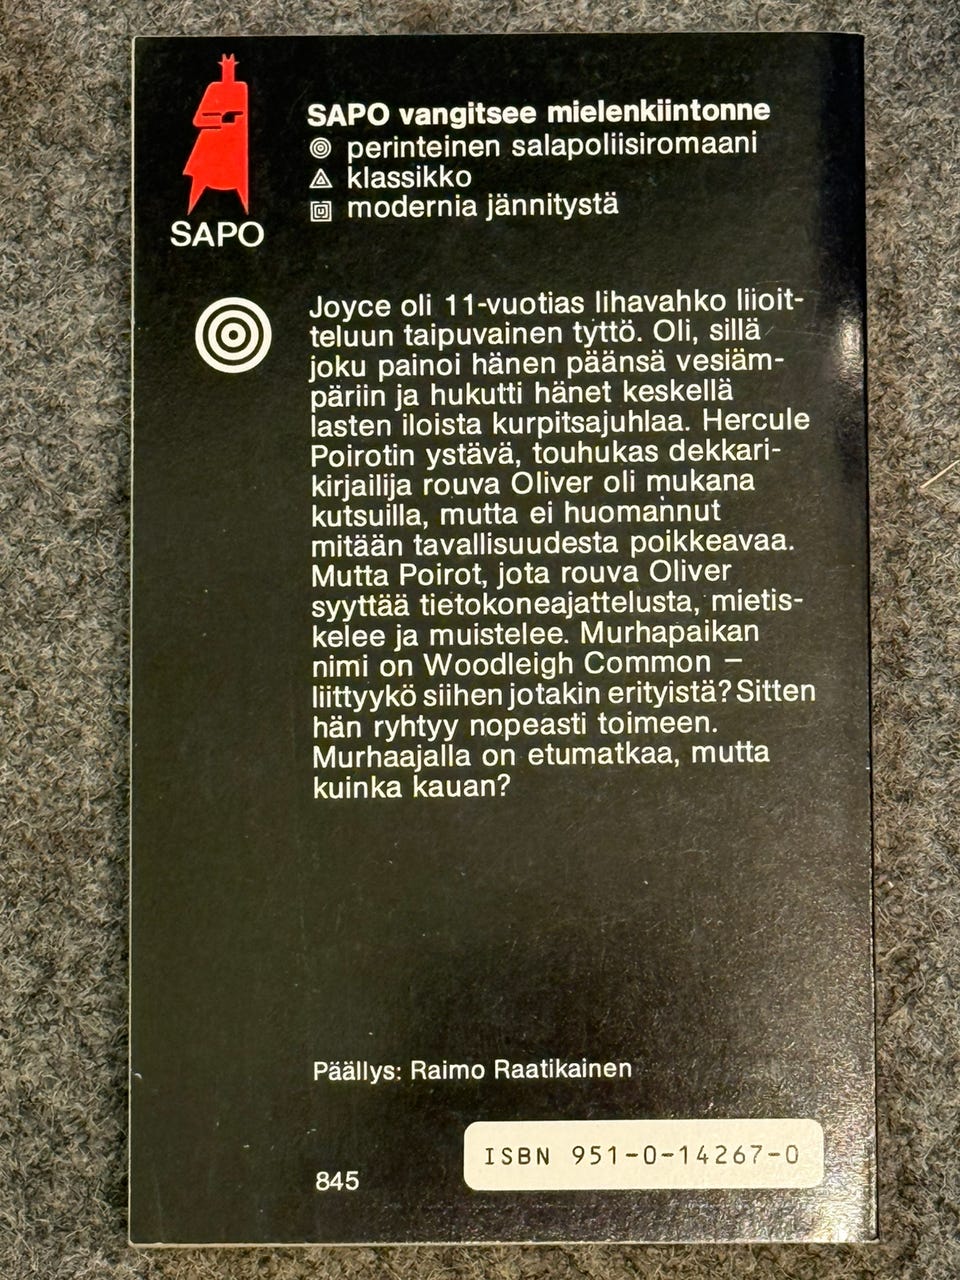 SAPO
SAPO vangitsee mielenkiintonne
perinteinen salapoliisiromaani
klassikko
modernia jännitystä
Joyce oli 11-vuotias lihavahko liioit-
teluun taipuvainen tyttö. Oli, sillä
joku painoi hänen päänsä vesiäm-
päriin ja hukutti hänet keskellä
lasten iloista kurpitsajuhlaa. Hercule
Poirotin ystävä, touhukas dekkari-
kirjailija rouva Oliver oli mukana
kutsuilla, mutta ei huomannut
mitään tavallisuudesta poikkeavaa.
Mutta Poirot, jota rouva Oliver
syyttää tietokoneajattelusta, mietis-
kelee ja muistelee. Murhapaikan
nimi on Woodleigh Common –
liittyykö siihen jotakin erityistä? Sitten
hän ryhtyy nopeasti toimeen.
Murhaajalla on etumatkaa, mutta
kuinka kauan?
Päällys: Raimo Raatikainen
ISBN 951-0-14267-0
845